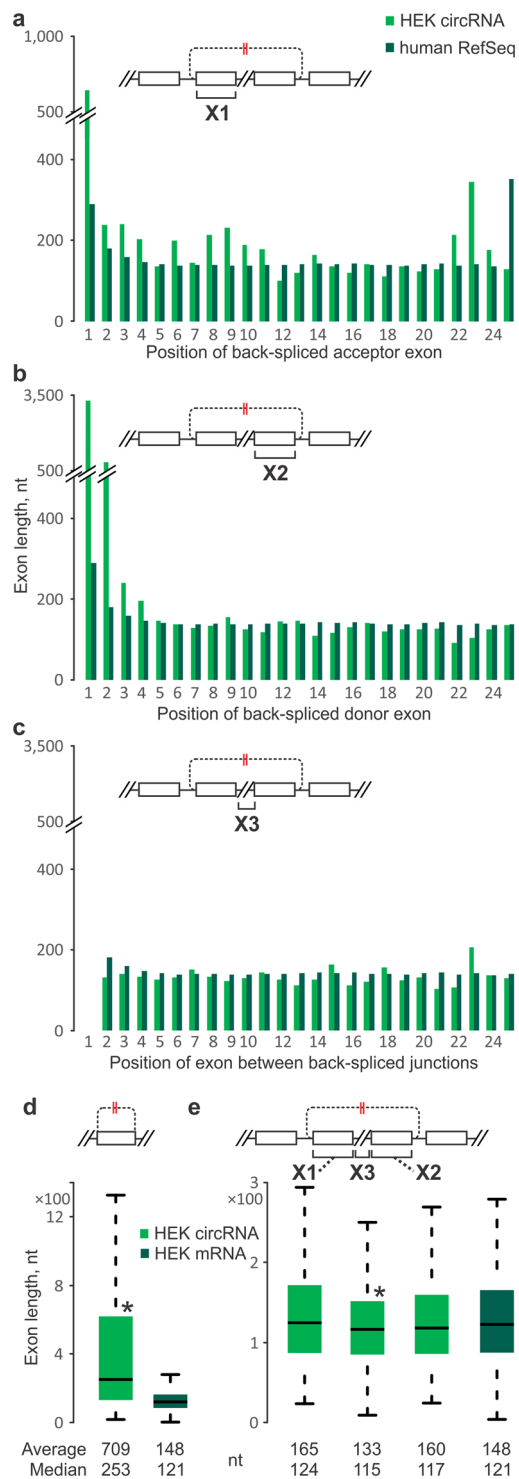 a
HEK circRNA
human RefSeq
1,000
500
400
200
0
X1
1 2 3 4 5 6 7 8 9 10 12 14 16 18 20 22 24
Position of back-spliced acceptor exon
b
3,500
500
400
200
0
X2
Exon length, nt
1 2 3 4 5 6 7 8 9 10 12 14 16 18 20 22 24
Position of back-spliced donor exon
c
3,500
500
400
200
0
X3
1 2 3 4 5 6 7 8 9 10 12 14 16 18 20 22 24
Position of exon between back-spliced junctions
d
e
X1 X3 X2
×100
12
8
4
0
Exon length, nt
HEK circRNA
HEK mRNA
*
3
×100
2
1
0
*
Average 709 148 nt 165 133 160 148
Median 253 121 124 115 117 121